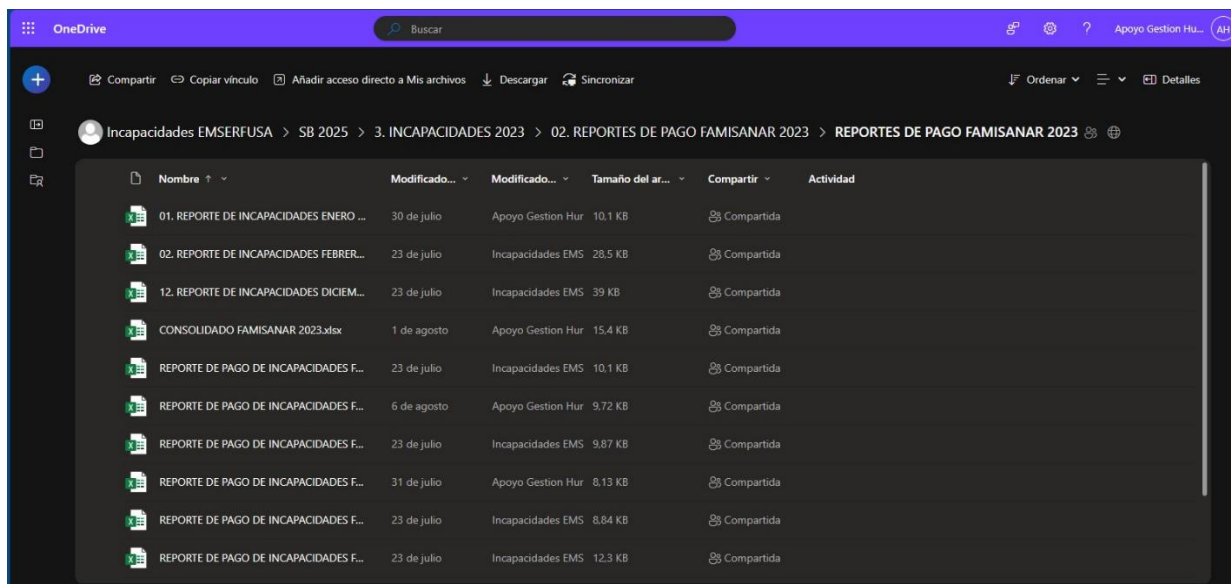 OneDrive Buscar ? Apoyo Gestion Hu... AH
+ Compartir Copiar vínculo Añadir acceso directo a Mis archivos Descargar Sincronizar Ordenar Detalles
Incapacidades EMSERFUSA > SB 2025 > 3. INCAPACIDADES 2023 > 02. REPORTES DE PAGO FAMISANAR 2023 > REPORTES DE PAGO FAMISANAR 2023
Nombre ↑ Modificado... Modificado... Tamaño del ar... Compartir Actividad
01. REPORTE DE INCAPACIDADES ENERO ... 30 de julio Apoyo Gestion Hur 10,1 KB Compartida
02. REPORTE DE INCAPACIDADES FEBRER... 23 de julio Incapacidades EMS 28,5 KB Compartida
12. REPORTE DE INCAPACIDADES DICIEM... 23 de julio Incapacidades EMS 39 KB Compartida
CONSOLIDADO FAMISANAR 2023.xlsx 1 de agosto Apoyo Gestion Hur 15,4 KB Compartida
REPORTE DE PAGO DE INCAPACIDADES F... 23 de julio Incapacidades EMS 10,1 KB Compartida
REPORTE DE PAGO DE INCAPACIDADES F... 6 de agosto Apoyo Gestion Hur 9,72 KB Compartida
REPORTE DE PAGO DE INCAPACIDADES F... 23 de julio Incapacidades EMS 9,87 KB Compartida
REPORTE DE PAGO DE INCAPACIDADES F... 31 de julio Apoyo Gestion Hur 8,13 KB Compartida
REPORTE DE PAGO DE INCAPACIDADES F... 23 de julio Incapacidades EMS 8,84 KB Compartida
REPORTE DE PAGO DE INCAPACIDADES F... 23 de julio Incapacidades EMS 12,3 KB Compartida